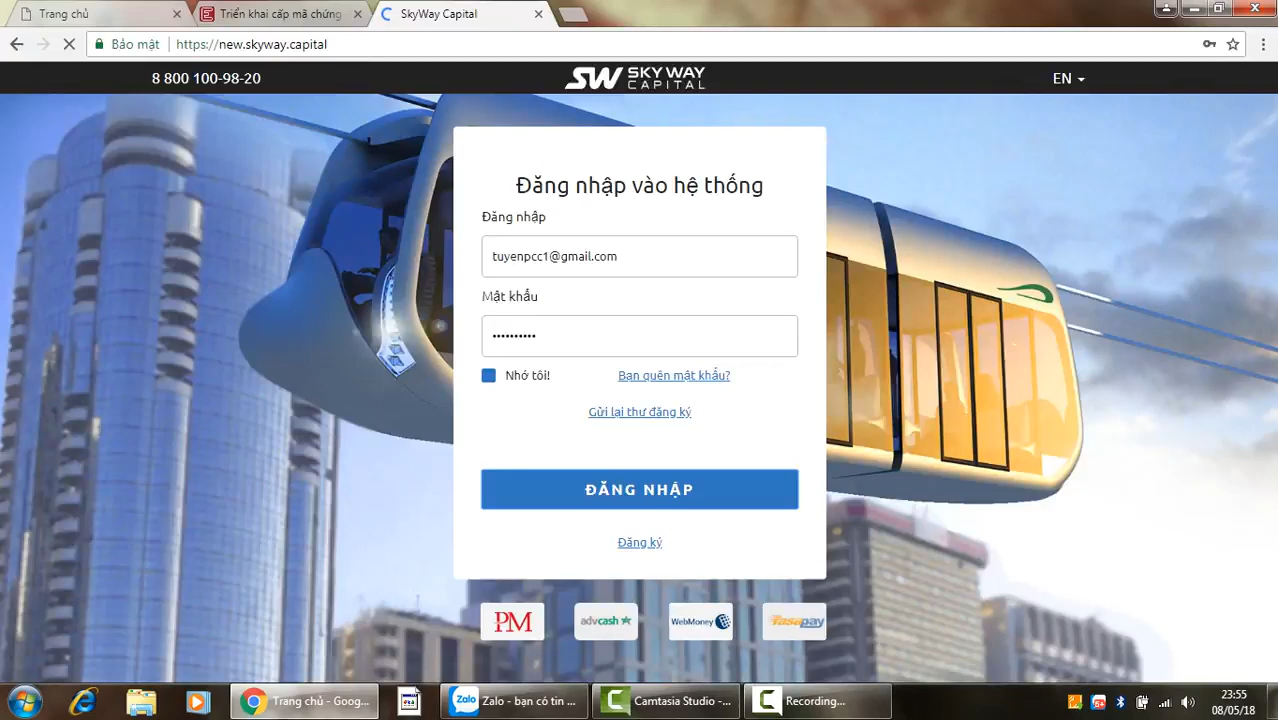 Trang chủ
Triển khai cấp mã chứng
SkyWay Capital
Bảo mật
https://new.skyway.capital
8 800 100-98-20
SW SKY WAY
CAPITAL
EN
Đăng nhập vào hệ thống
Đăng nhập
tuyenpcc1@gmail.com
Mật khẩu
••••••••••
Nhớ tôi!
Bạn quên mật khẩu?
Gửi lại thư đăng ký
ĐĂNG NHẬP
Đăng ký
PM
advcash
WebMoney
Fasapay
Trang chủ - Goog...
Zalo - bạn có tin ...
Camtasia Studio -...
Recording...
23:55
08/05/18